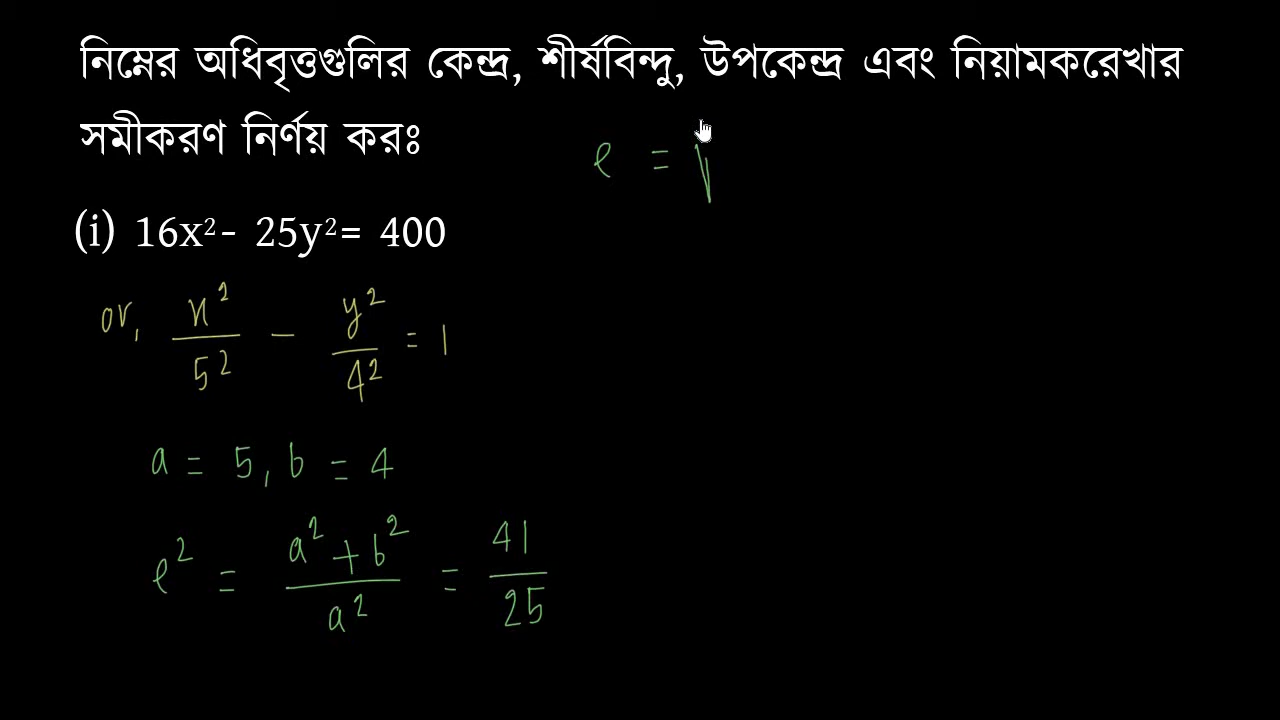 নিম্নের অধিবৃত্তগুলির কেন্দ্র, শীর্ষবিন্দু, উপকেন্দ্র এবং নিয়ামকরেখার
সমীকরণ নির্ণয় করঃ
e = √
(i) 16x²- 25y²= 400
or, x²/5² - y²/4² = 1
a = 5, b = 4
e² = (a² + b²)/a² = 41/25